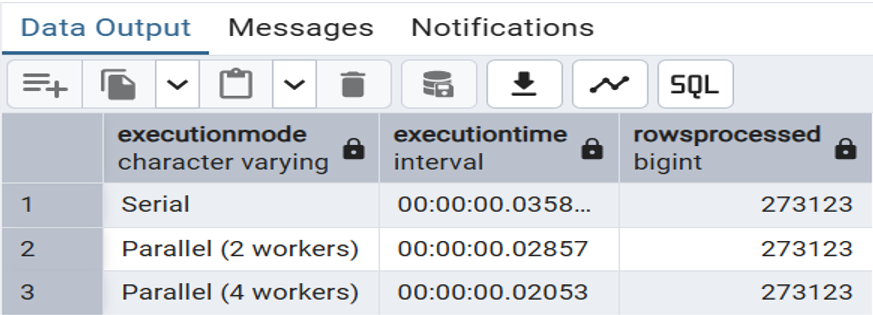 Data Output Messages Notifications
SQL
executionmode executiontime rowsprocessed
character varying interval bigint
1 Serial 00:00:00.0358... 273123
2 Parallel (2 workers) 00:00:00.02857 273123
3 Parallel (4 workers) 00:00:00.02053 273123